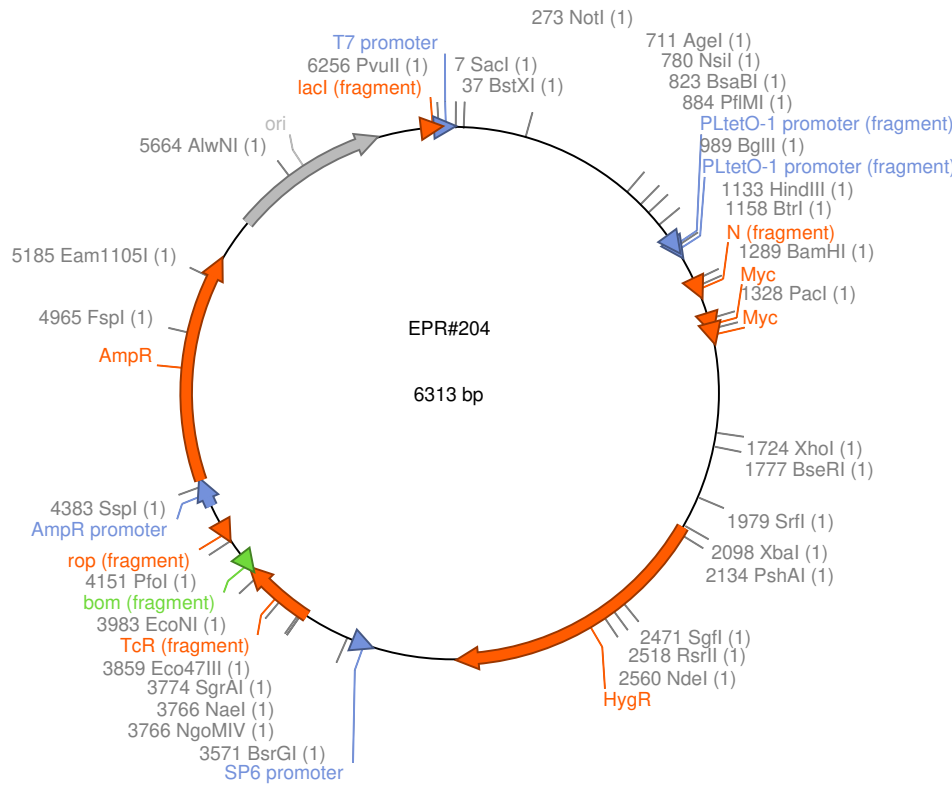 273 NotI (1)
T7 promoter
711 AgeI (1)
6256 PvuII (1)
7 SacI (1)
780 NsiI (1)
lacI (fragment)
37 BstXI (1)
823 BsaBI (1)
884 PflMI (1)
ori
PLtetO-1 promoter (fragment)
5664 AlwNI (1)
989 BglII (1)
PLtetO-1 promoter (fragment)
1133 HindIII (1)
1158 BtrI (1)
N (fragment)
5185 Eam1105I (1)
1289 BamHI (1)
Myc
1328 PacI (1)
4965 FspI (1)
Myc
EPR#204
AmpR
6313 bp
1724 XhoI (1)
1777 BseRI (1)
4383 SspI (1)
1979 SrfI (1)
AmpR promoter
2098 XbaI (1)
rop (fragment)
2134 PshAI (1)
4151 PfoI (1)
bom (fragment)
3983 EcoNI (1)
2471 SgfI (1)
TcR (fragment)
2518 RsrII (1)
3859 Eco47III (1)
2560 NdeI (1)
3774 SgrAI (1)
HygR
3766 NaeI (1)
3766 NgoMIV (1)
3571 BsrGI (1)
SP6 promoter